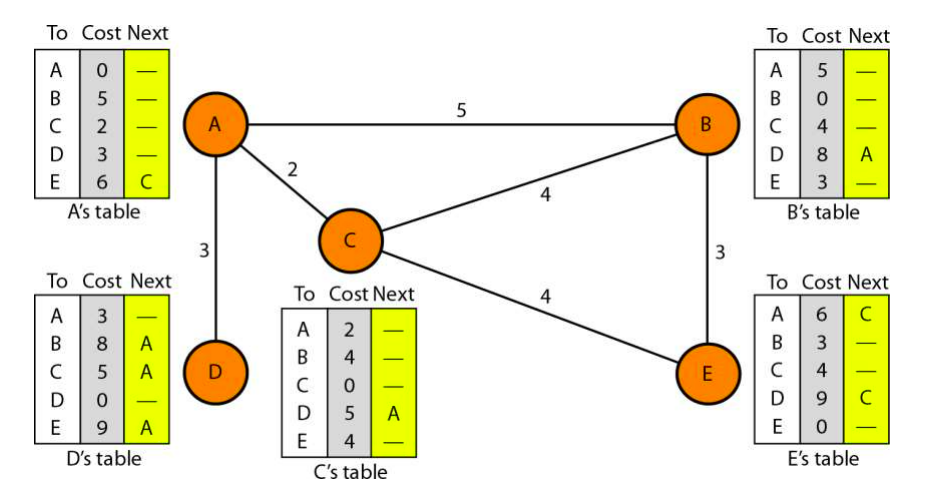 To Cost Next
A 0 —
B 5 —
C 2 —
D 3 —
E 6 C
A's table
To Cost Next
A 5 —
B 0 —
C 4 —
D 8 A
E 3 —
B's table
A
5
B
2
4
C
3
3
4
D
E
To Cost Next
A 3 —
B 8 A
C 5 A
D 0 —
E 9 A
D's table
To Cost Next
A 2 —
B 4 —
C 0 —
D 5 A
E 4 —
C's table
To Cost Next
A 6 C
B 3 —
C 4 —
D 9 C
E 0 —
E's table